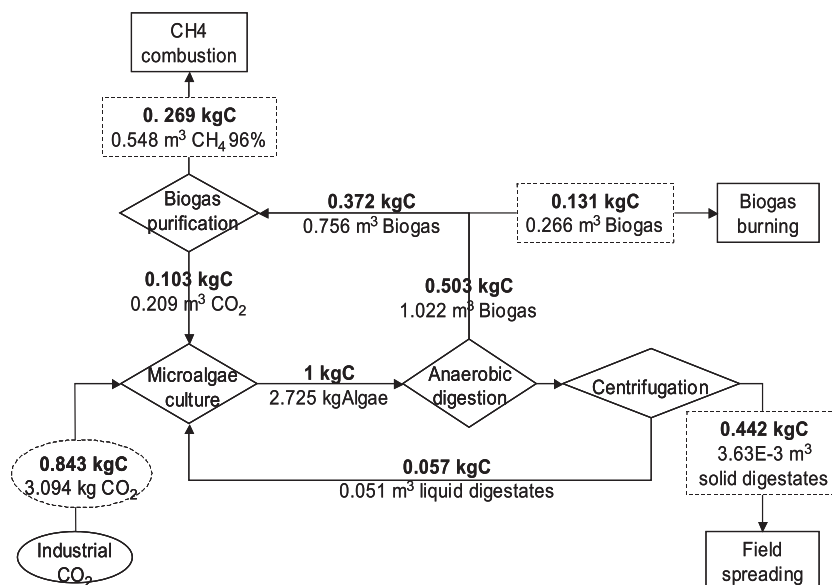 CH4
combustion
0. 269 kgC
0.548 m³ CH₄ 96%
Biogas
purification
0.372 kgC
0.756 m³ Biogas
0.131 kgC
0.266 m³ Biogas
Biogas
burning
0.103 kgC
0.209 m³ CO₂
0.503 kgC
1.022 m³ Biogas
Microalgae
culture
1 kgC
2.725 kgAlgae
Anaerobic
digestion
Centrifugation
0.843 kgC
3.094 kg CO₂
0.057 kgC
0.051 m³ liquid digestates
0.442 kgC
3.63E-3 m³
solid digestates
Industrial
CO₂
Field
spreading